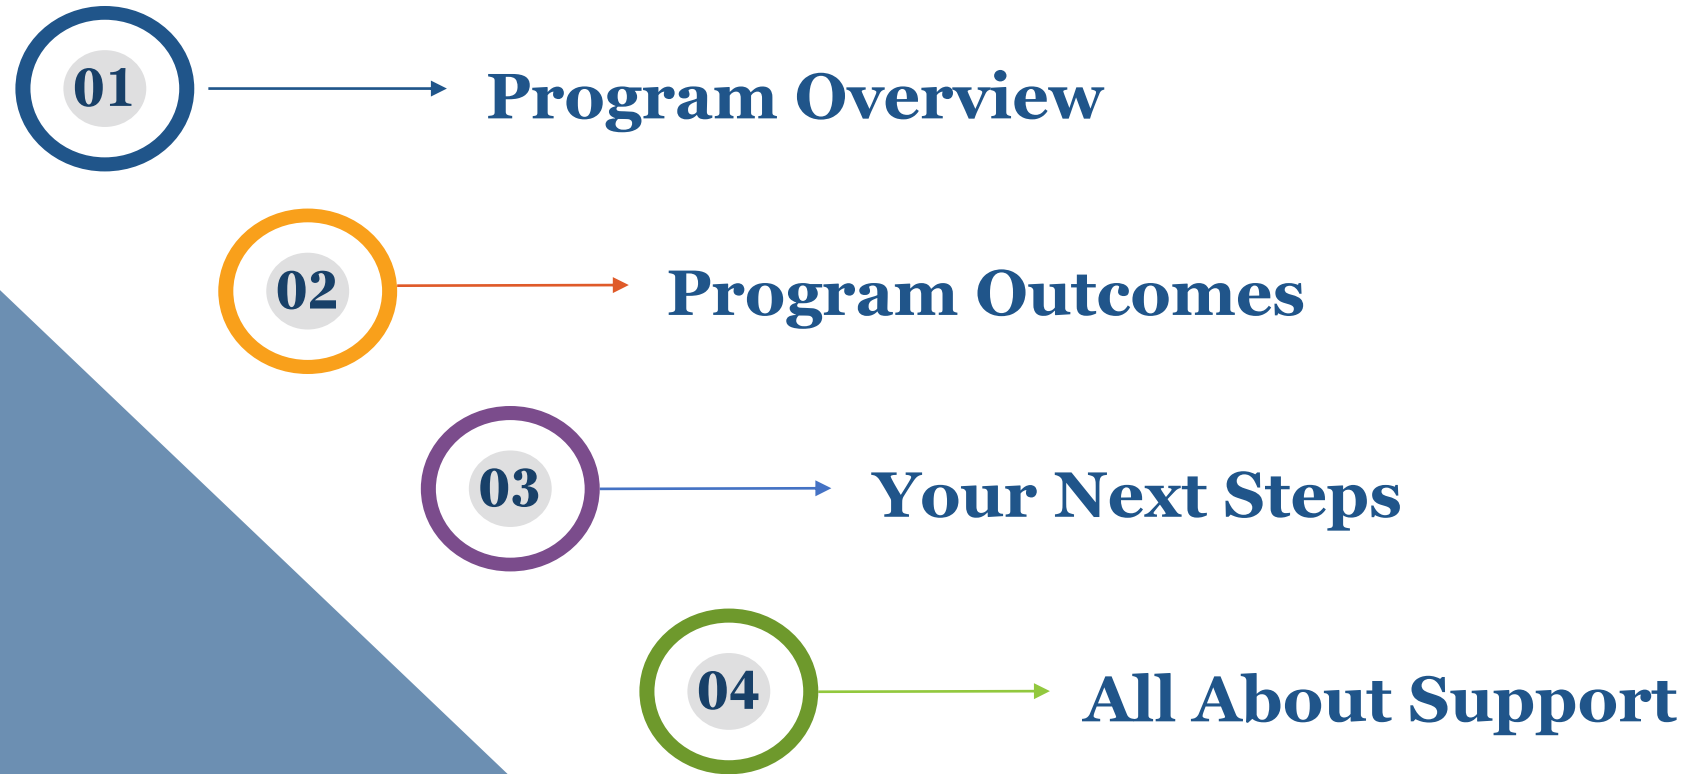 01 Program Overview
02 Program Outcomes
03 Your Next Steps
04 All About Support